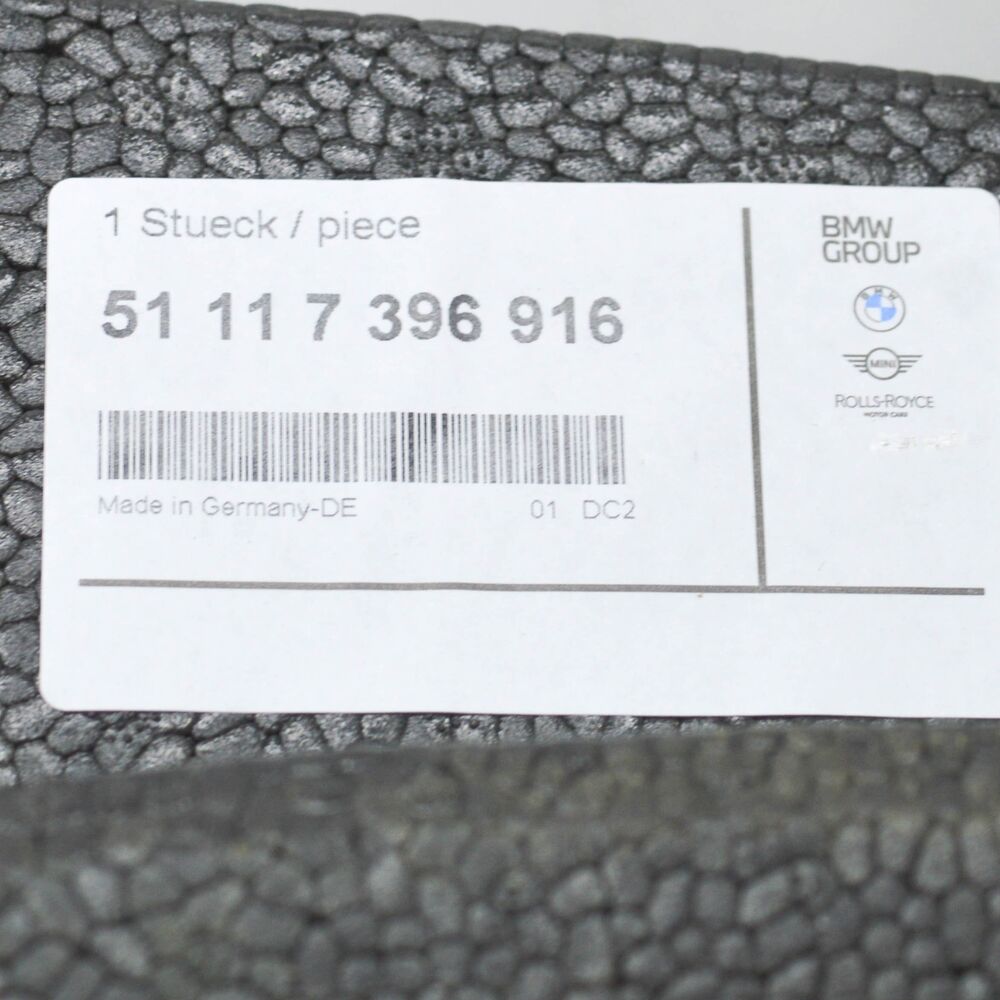 1 Stueck / piece
51 11 7 396 916
Made in Germany-DE
01 DC2
BMW
GROUP
BMW
MINI
ROLLS-ROYCE
MOTOR CARS